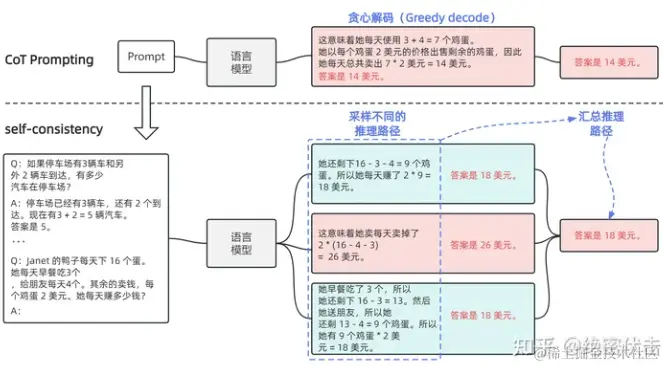 贪心解码（Greedy decode）
CoT Prompting
Prompt
语言
模型
这意味着她每天使用 3 + 4 = 7 个鸡蛋。
她以每个鸡蛋 2 美元的价格出售剩余的鸡蛋，因此
她每天总共卖出 7 * 2 美元 = 14 美元。
答案是 14 美元。
答案是 14 美元。
self-consistency
采样不同的
推理路径
汇总推理
路径
Q：如果停车场有3辆车和另
外 2 辆车到达，有多少
汽车在停车场？
A：停车场已经有3辆车，还有 2 个到
达。现在有3 + 2 = 5 辆汽车。
答案是 5。
...
Q：Janet 的鸭子每天下 16 个蛋。
她每天早餐吃3个
，给朋友每天4个。其余的卖钱，每
个鸡蛋 2 美元。她每天赚多少钱？
A：
语言
模型
她还剩下16 - 3 - 4 = 9 个鸡
蛋。所以她每天赚了 2 * 9 =
18 美元。
答案是 18 美元。
这意味着她卖每天卖掉了
2 * (16 - 4 - 3)
= 26 美元。
答案是 26 美元。
她早餐吃了 3 个，所以
她还剩下 16 - 3 = 13。然后
她送朋友，所以她
还剩 13 - 4 = 9 个鸡蛋。所以
她有 9 个鸡蛋 * 2 美
元 = 18 美元。
答案是 18 美元。
答案是 18 美元。
知乎 @绝密伏击
@稀土掘金技术社区